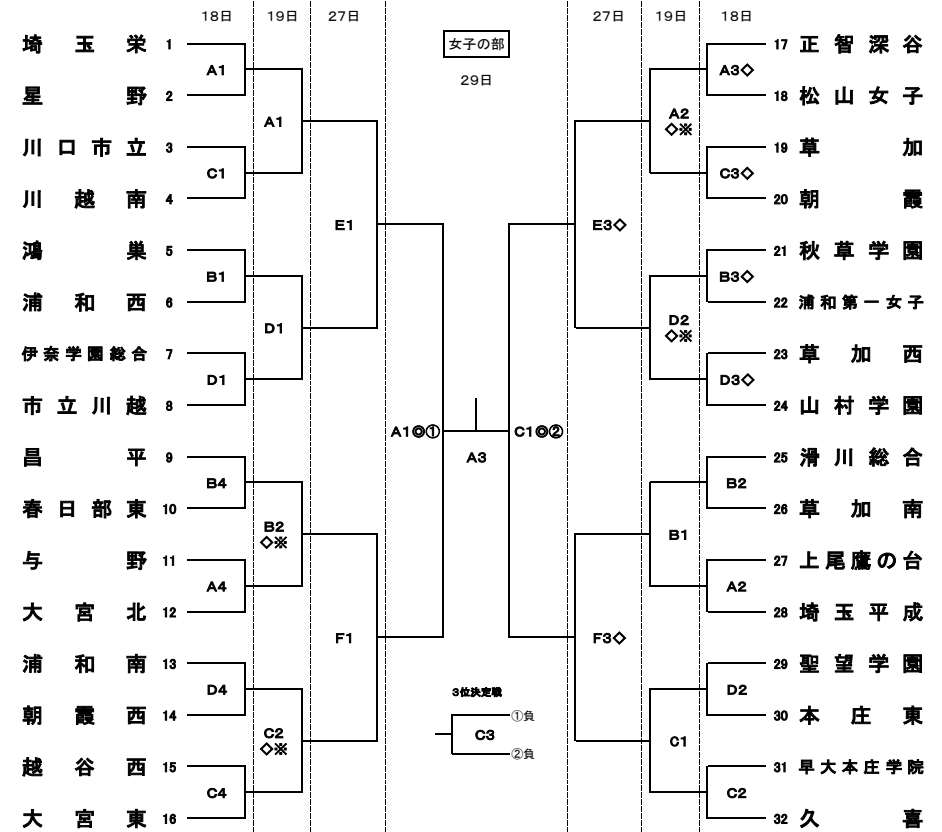 18日 19日 27日 27日 19日 18日
女子の部
29日
埼玉栄 1
A1
星野 2
A1
川口市立 3
C1
川越南 4
E1
鴻巣 5
B1
浦和西 6
D1
伊奈学園総合 7
D1
市立川越 8
A1◎①
昌平 9
B4
春日部東 10
B2
◇※
与野 11
A4
大宮北 12
F1
浦和南 13
D4
朝霞西 14
C2
◇※
越谷西 15
C4
大宮東 16
A3
3位決定戦
①負
C3
②負
17 正智深谷
A3◇
18 松山女子
A2
◇※
19 草加
C3◇
20 朝霞
E3◇
21 秋草学園
B3◇
22 浦和第一女子
D2
◇※
23 草加西
D3◇
24 山村学園
C1◎②
25 滑川総合
B2
26 草加南
B1
27 上尾鷹の台
A2
28 埼玉平成
F3◇
29 聖望学園
D2
30 本庄東
C1
31 早大本庄学院
C2
32 久喜